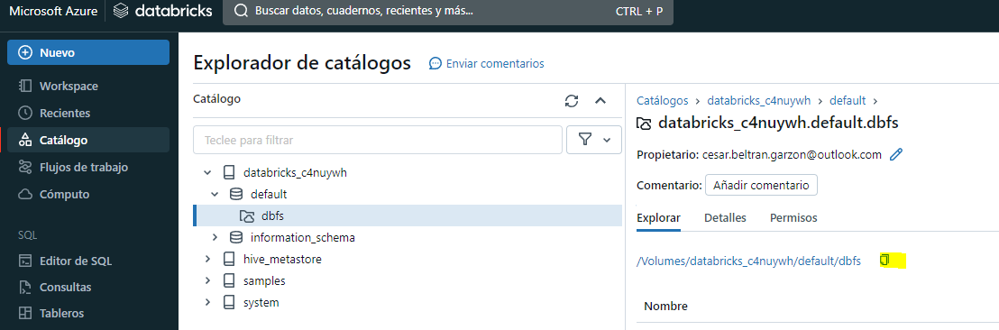 Microsoft Azure databricks Buscar datos, cuadernos, recientes y más... CTRL + P
Nuevo
Workspace
Recientes
Catálogo
Flujos de trabajo
Cómputo
SQL
Editor de SQL
Consultas
Tableros
Explorador de catálogos Enviar comentarios
Catálogo
Teclee para filtrar
databricks_c4nuywh
default
dbfs
information_schema
hive_metastore
samples
system
Catálogos > databricks_c4nuywh > default >
databricks_c4nuywh.default.dbfs
Propietario: cesar.beltran.garzon@outlook.com
Comentario: Añadir comentario
Explorar Detalles Permisos
/Volumes/databricks_c4nuywh/default/dbfs
Nombre